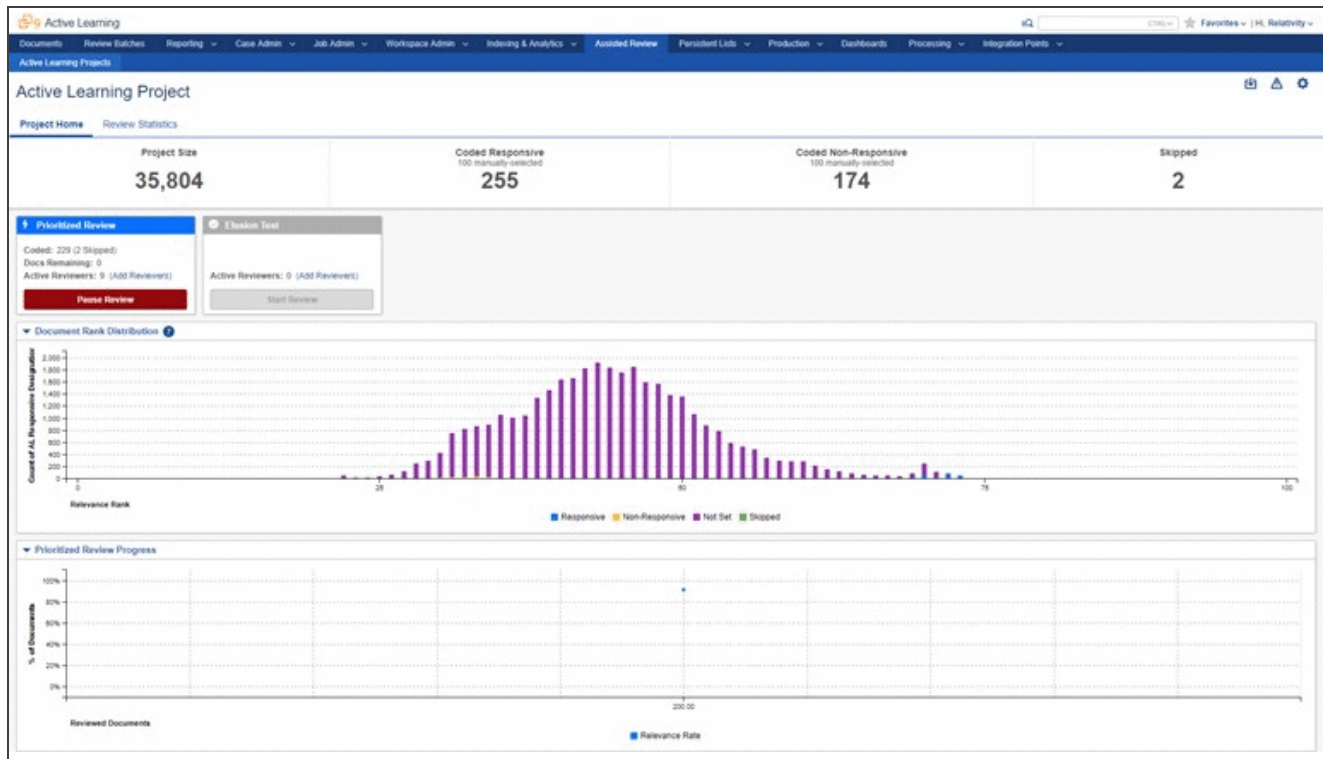 Active Learning
CTRL+/
Favorites
Hi, Relativity
Documents Review Batches Reporting Case Admin Job Admin Workspace Admin Indexing & Analytics Assisted Review Persistent Lists Production Dashboards Processing Integration Points
Active Learning Projects
Active Learning Project
Project Home Review Statistics
Project Size
35,804
Coded Responsive
100 manually-selected
255
Coded Non-Responsive
100 manually-selected
174
Skipped
2
Prioritized Review
Coded: 229 (2 Skipped)
Docs Remaining: 0
Active Reviewers: 9 (Add Reviewers)
Pause Review
Elusion Test
Active Reviewers: 0 (Add Reviewers)
Start Review
Document Rank Distribution ?
Count of AL Responsive Designation
2,000
1,800
1,600
1,400
1,200
1,000
800
600
400
200
0
0 25 50 75 100
Relevance Rank
Responsive Non-Responsive Not Set Skipped
Prioritized Review Progress
% of Documents
100%
80%
60%
40%
20%
0%
200.00
Reviewed Documents
Relevance Rate